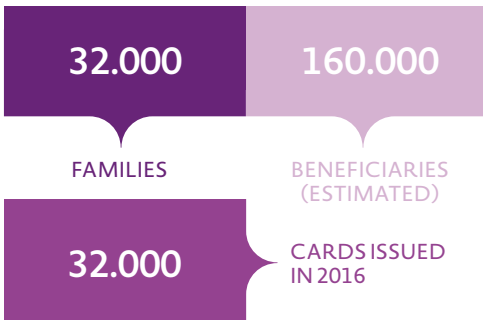 32.000
160.000
FAMILIES
BENEFICIARIES
(ESTIMATED)
32.000
CARDS ISSUED
IN 2016